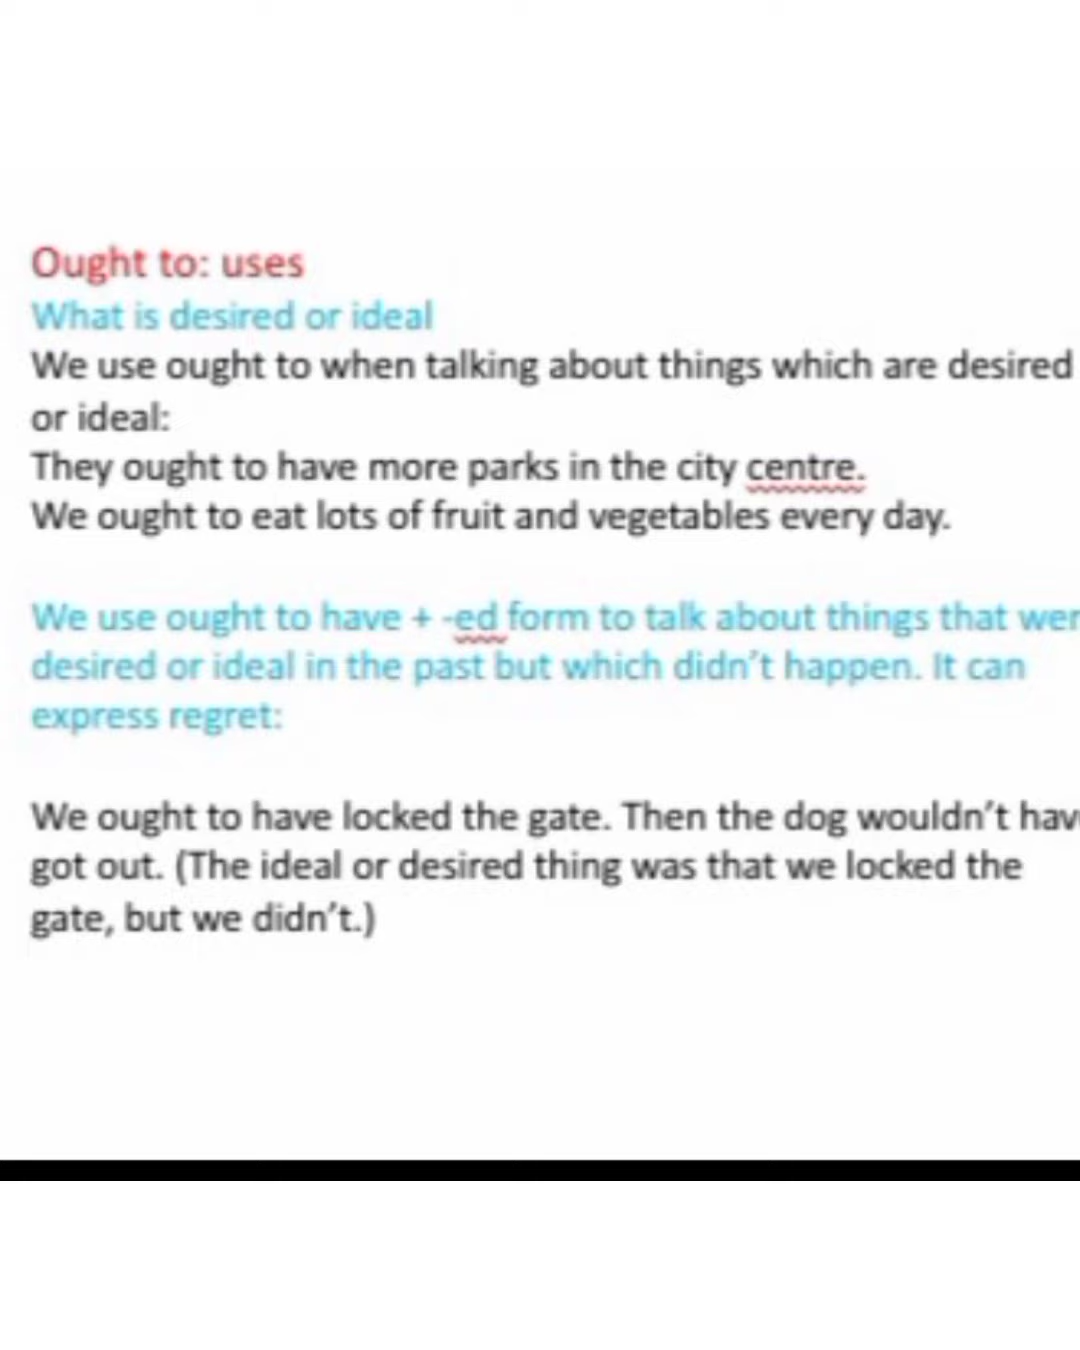 Ought to: uses
What is desired or ideal
We use ought to when talking about things which are desired
or ideal:
They ought to have more parks in the city centre.
We ought to eat lots of fruit and vegetables every day.
We use ought to have + -ed form to talk about things that wer
desired or ideal in the past but which didn't happen. It can
express regret:
We ought to have locked the gate. Then the dog wouldn't hav
got out. (The ideal or desired thing was that we locked the
gate, but we didn't.)